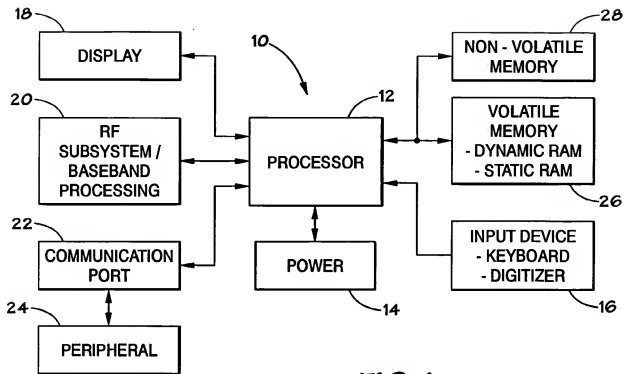 18
DISPLAY
20
RF
SUBSYSTEM /
BASEBAND
PROCESSING
22
COMMUNICATION
PORT
24
PERIPHERAL
10
12
PROCESSOR
POWER
14
28
NON - VOLATILE
MEMORY
VOLATILE
MEMORY
- DYNAMIC RAM
- STATIC RAM
26
INPUT DEVICE
- KEYBOARD
- DIGITIZER
16